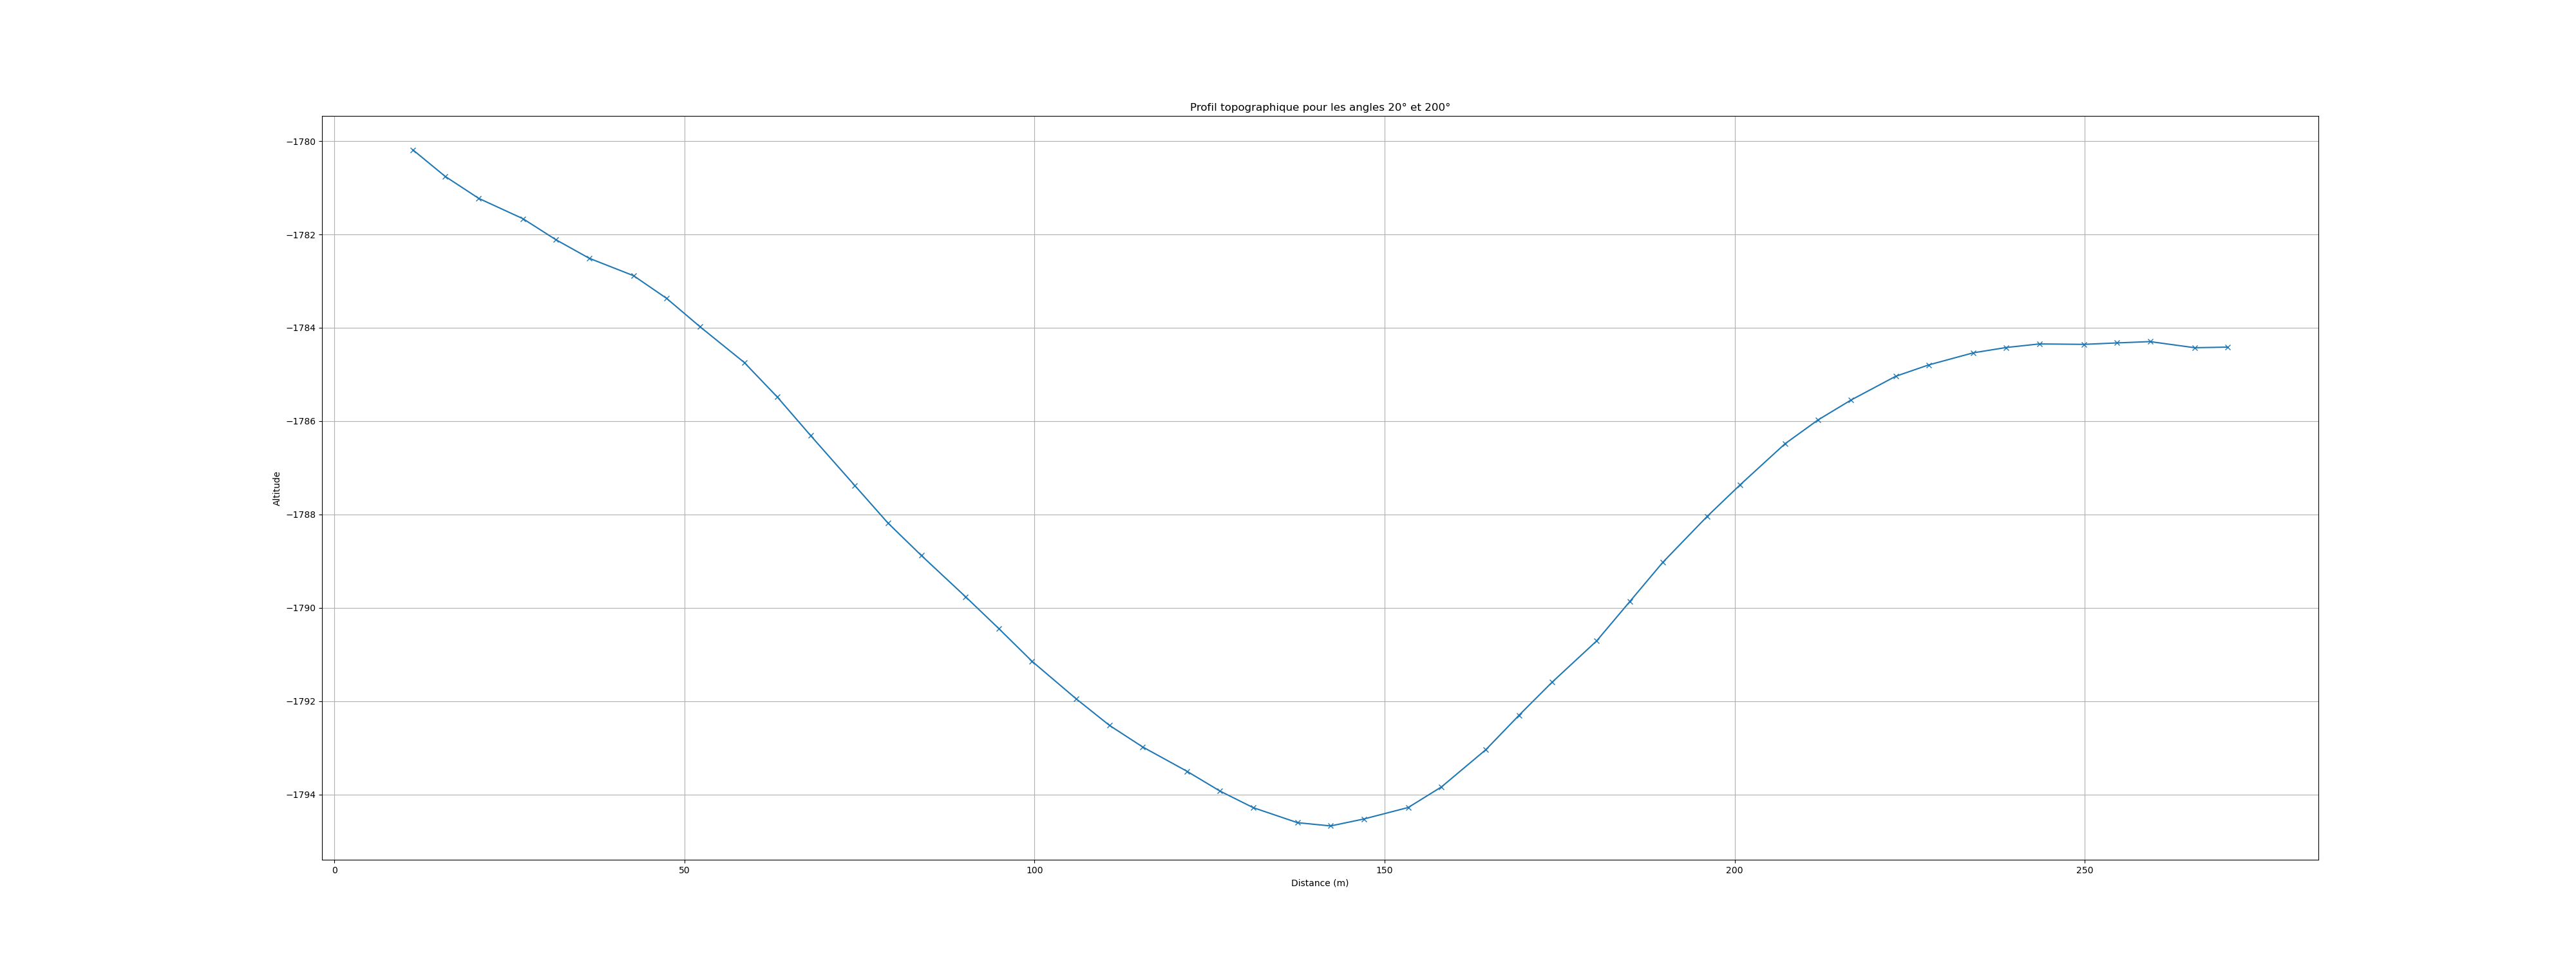 Profil topographique pour les angles 20° et 200°
−1780
−1782
−1784
−1786
−1788
−1790
−1792
−1794
Altitude
0 50 100 150 200 250
Distance (m)